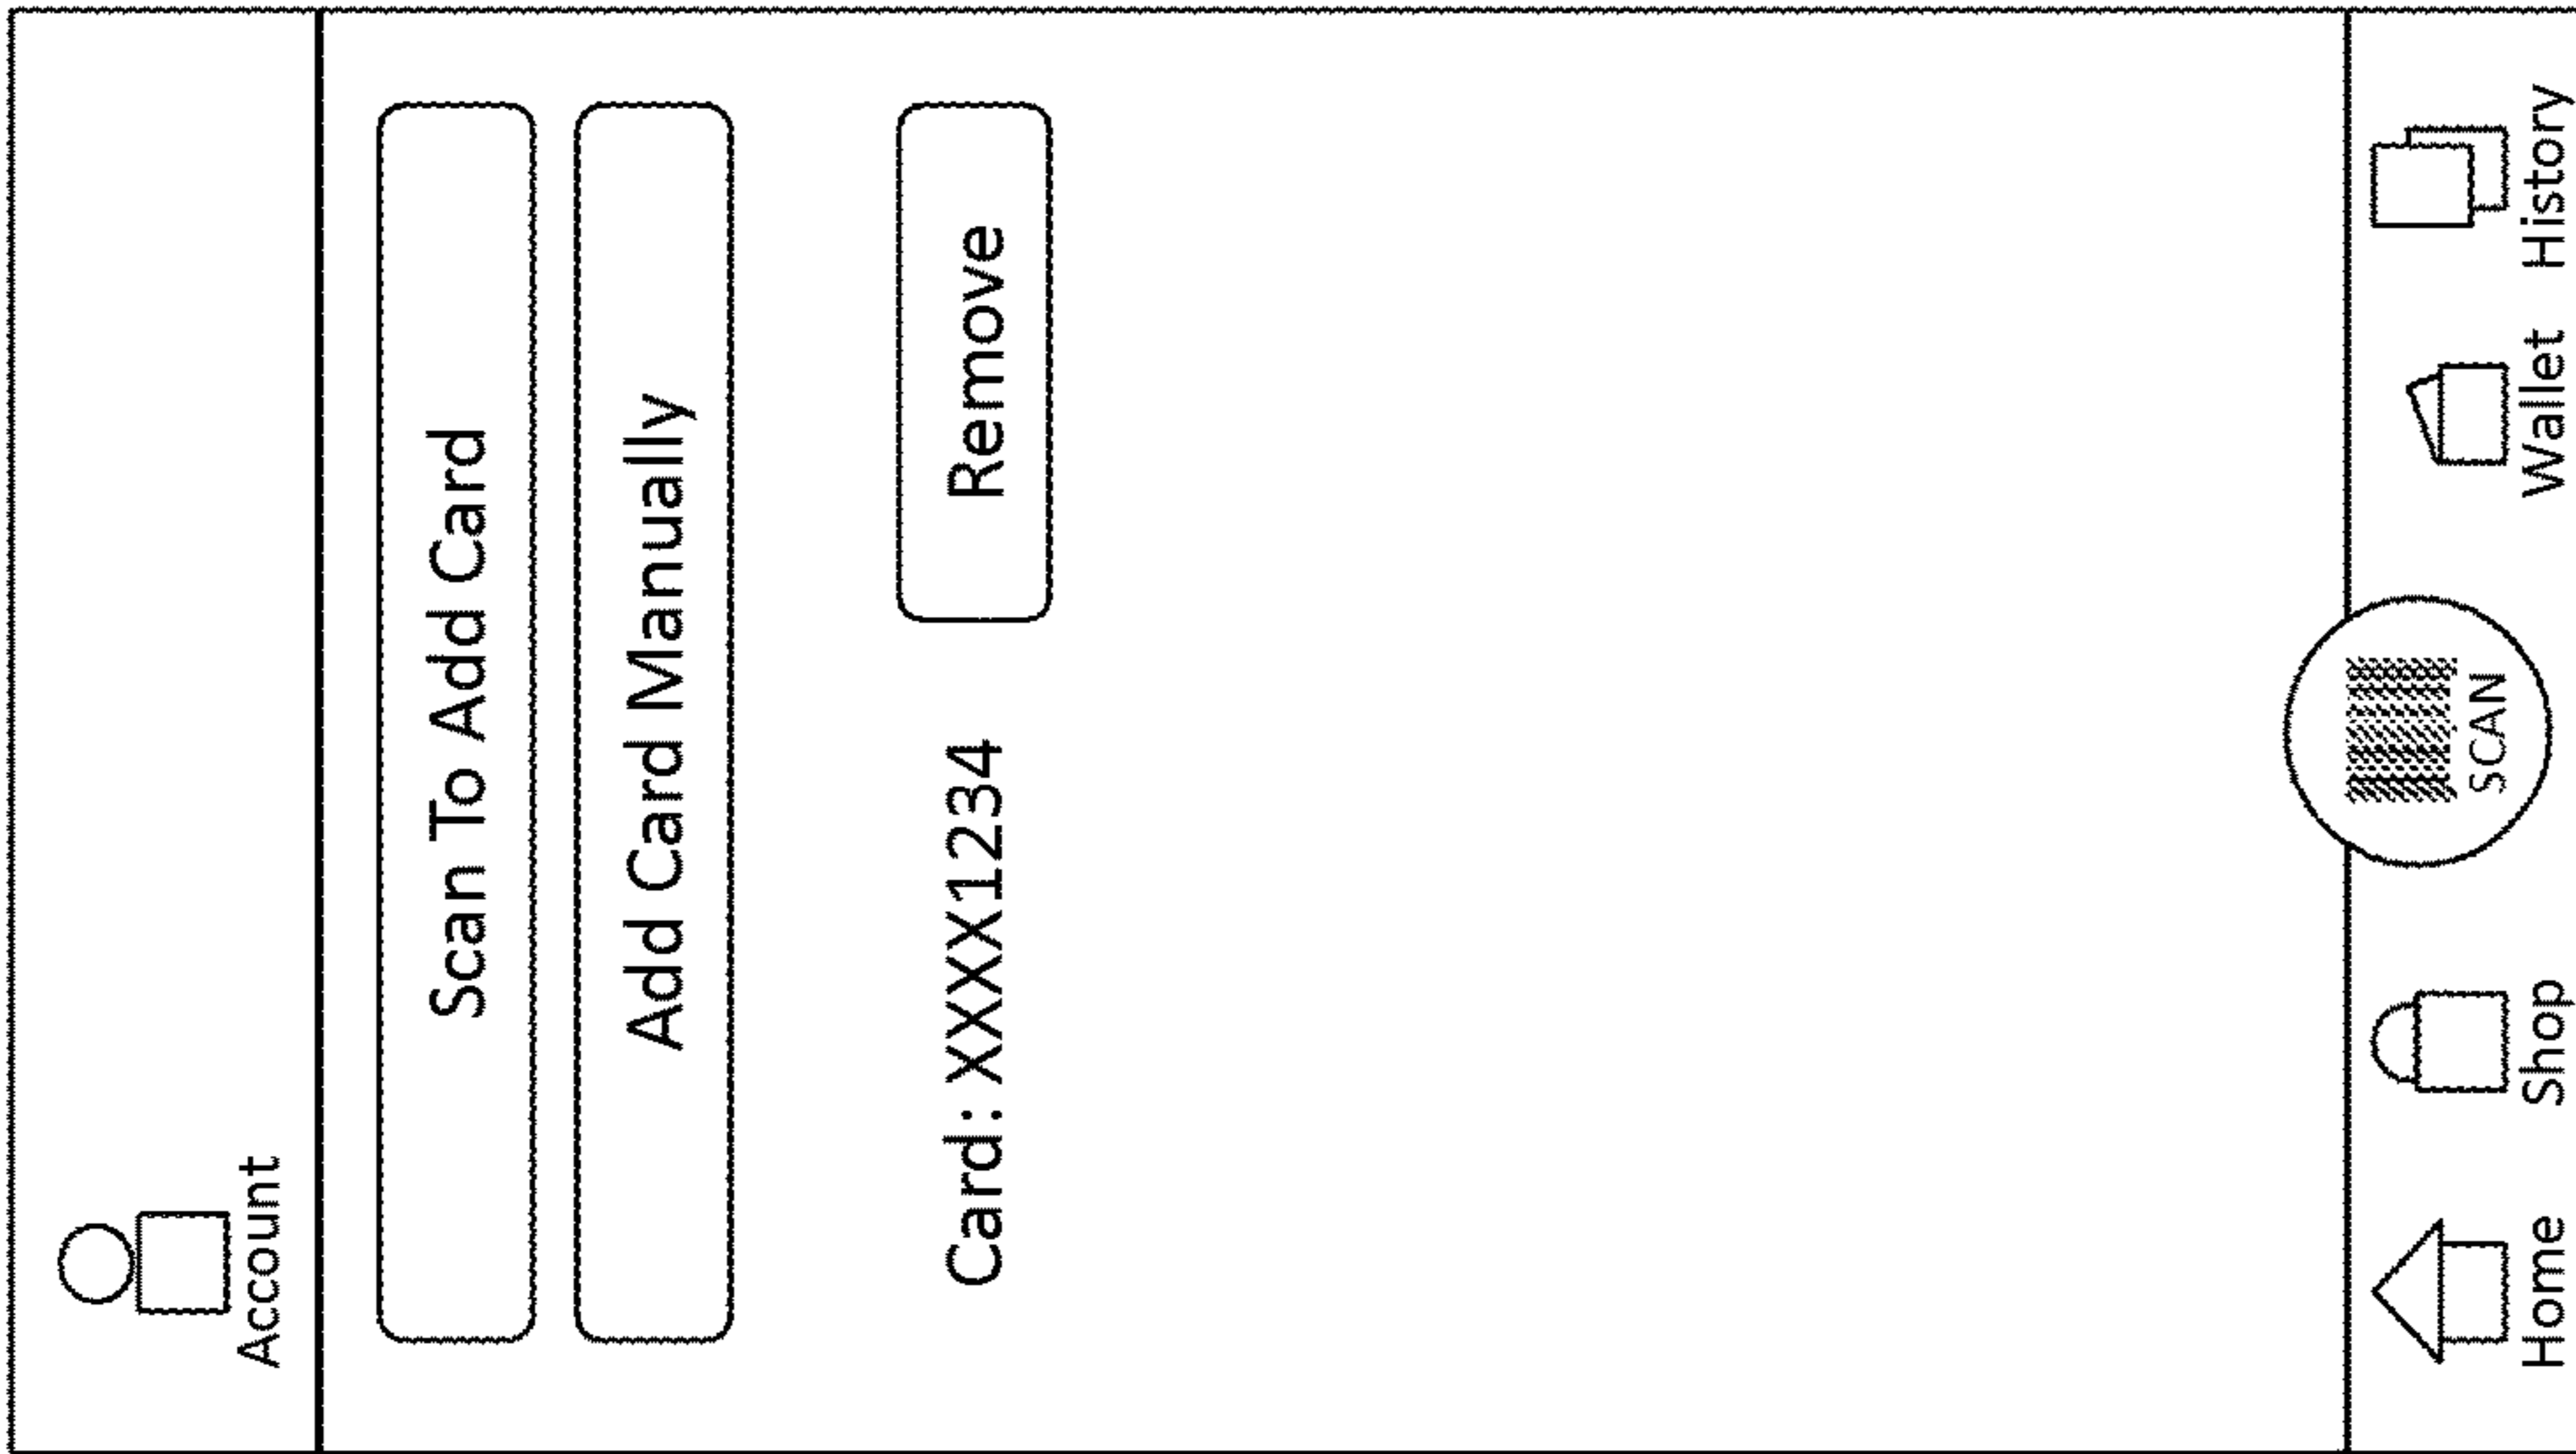 Account
Scan To Add Card
Add Card Manually
Card: XXXX1234 Remove
SCAN
Home Shop Wallet History